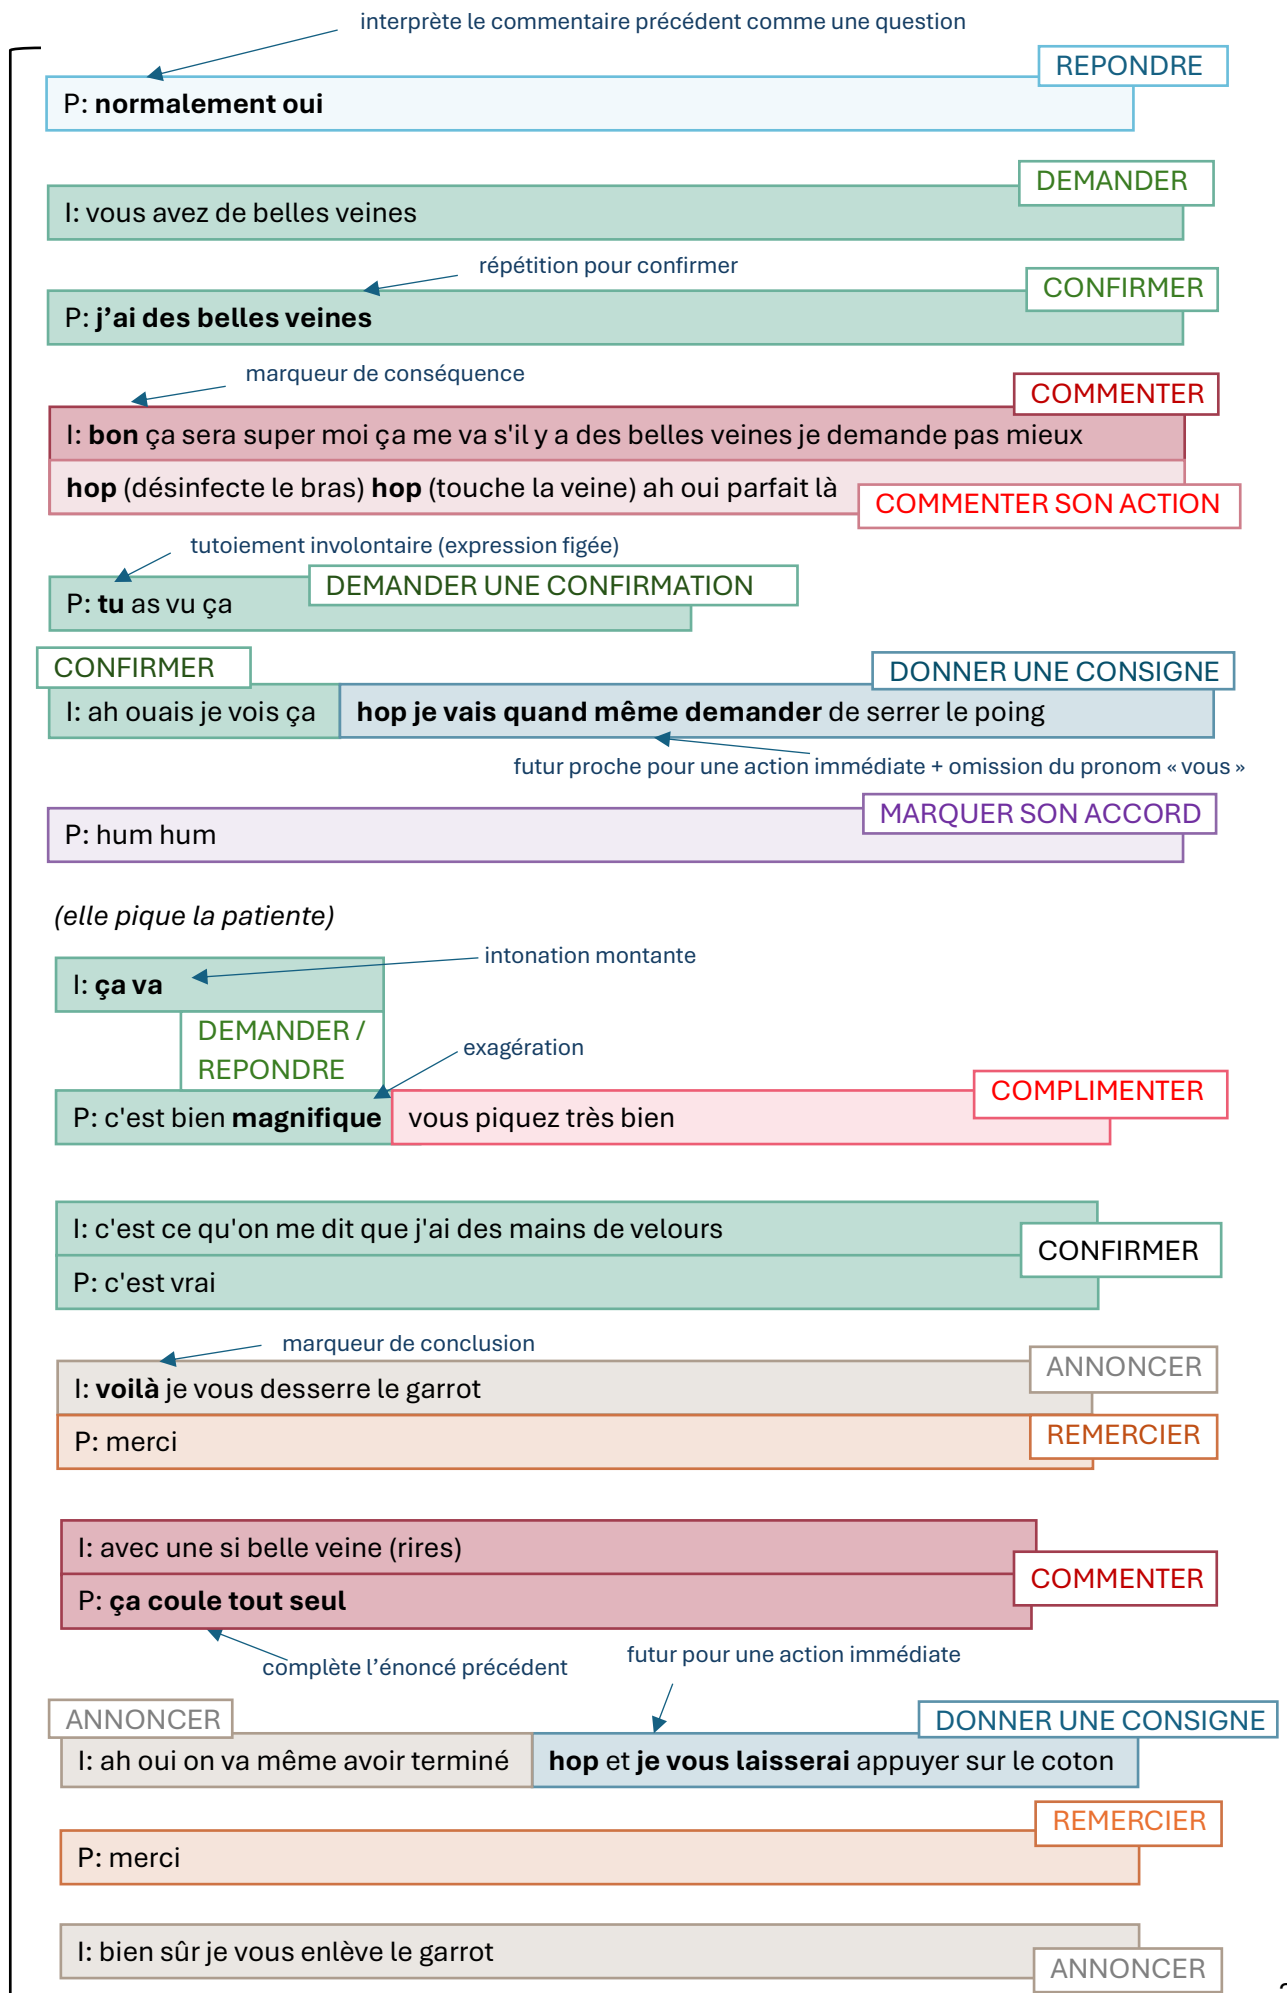 interprète le commentaire précédent comme une question
REPONDRE
P: normalement oui
DEMANDER
I: vous avez de belles veines
répétition pour confirmer
CONFIRMER
P: j’ai des belles veines
marqueur de conséquence
COMMENTER
I: bon ça sera super moi ça me va s'il y a des belles veines je demande pas mieux
hop (désinfecte le bras) hop (touche la veine) ah oui parfait là
COMMENTER SON ACTION
tutoiement involontaire (expression figée)
DEMANDER UNE CONFIRMATION
P: tu as vu ça
CONFIRMER
DONNER UNE CONSIGNE
I: ah ouais je vois ça
hop je vais quand même demander de serrer le poing
futur proche pour une action immédiate + omission du pronom « vous »
MARQUER SON ACCORD
P: hum hum
(elle pique la patiente)
intonation montante
I: ça va
DEMANDER /
REPONDRE
exagération
COMPLIMENTER
P: c'est bien magnifique
vous piquez très bien
I: c'est ce qu'on me dit que j'ai des mains de velours
CONFIRMER
P: c'est vrai
marqueur de conclusion
ANNONCER
I: voilà je vous desserre le garrot
REMERCIER
P: merci
I: avec une si belle veine (rires)
COMMENTER
P: ça coule tout seul
complète l’énoncé précédent
futur pour une action immédiate
ANNONCER
DONNER UNE CONSIGNE
I: ah oui on va même avoir terminé
hop et je vous laisserai appuyer sur le coton
REMERCIER
P: merci
I: bien sûr je vous enlève le garrot
ANNONCER